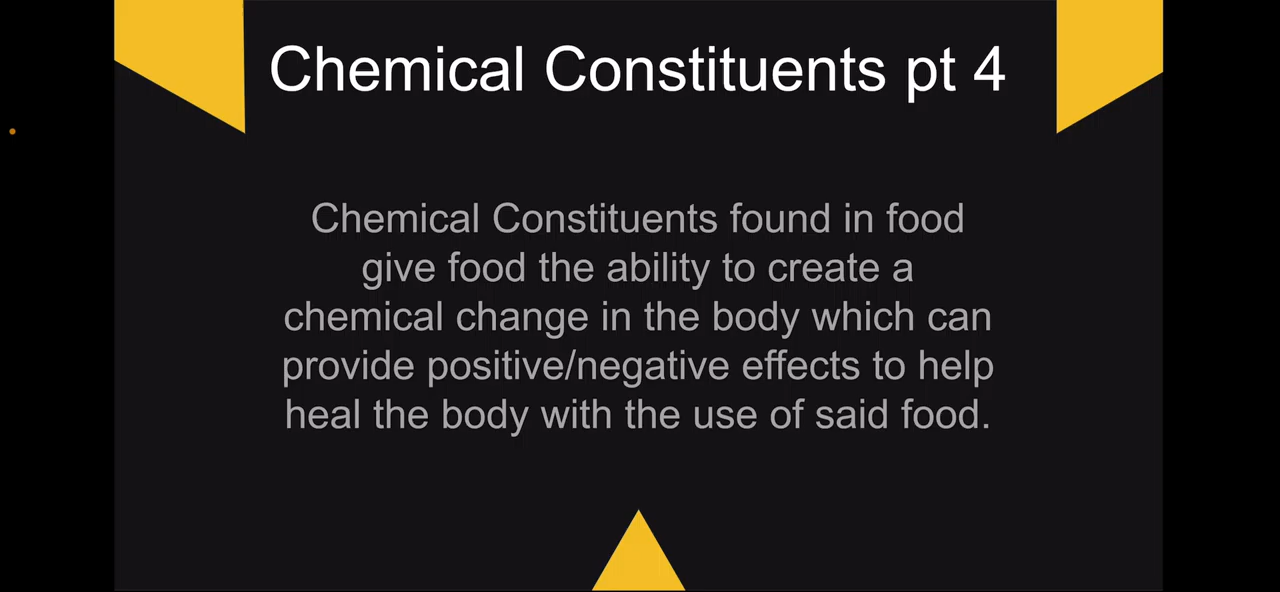 Chemical Constituents pt 4
Chemical Constituents found in food
give food the ability to create a
chemical change in the body which can
provide positive/negative effects to help
heal the body with the use of said food.